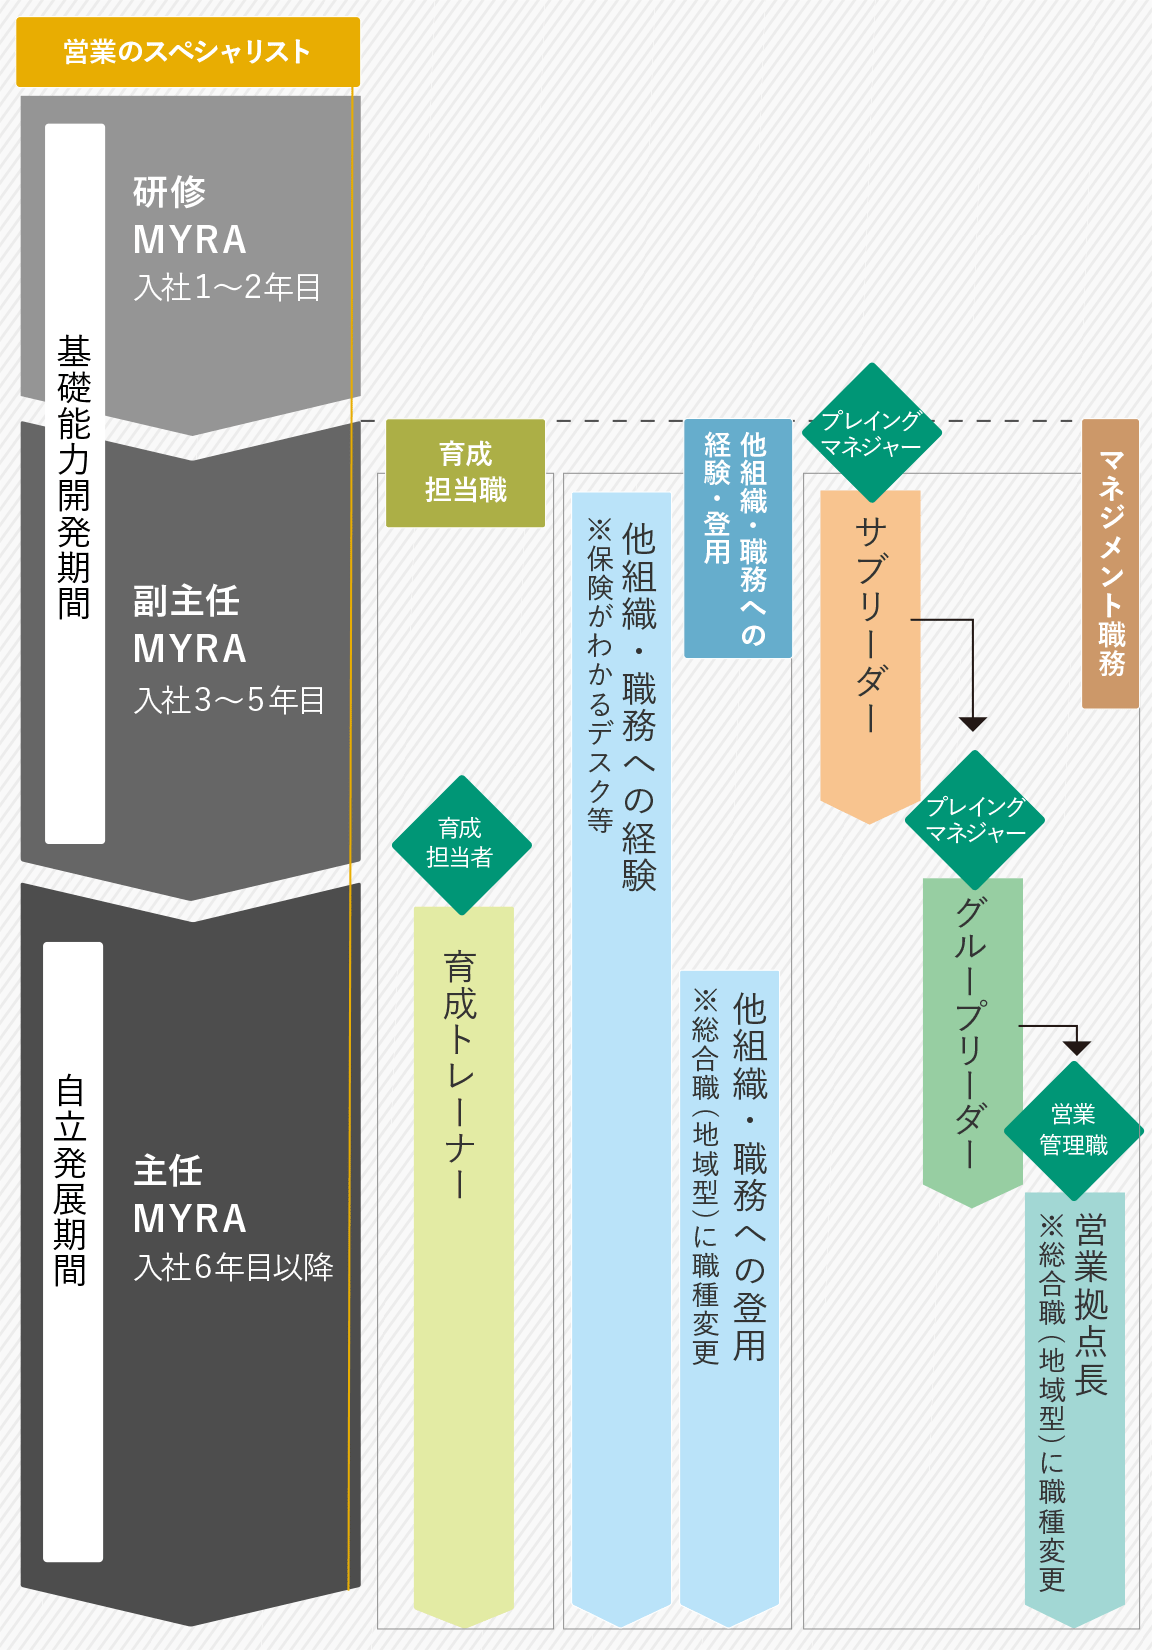 営業のスペシャリスト
基礎能力開発期間
研修
MYRA
入社1〜2年目
副主任
MYRA
入社3〜5年目
自立発展期間
主任
MYRA
入社6年目以降
育成
担当職
育成
担当者
育成トレーナー
他組織・職務への
経験・登用
他組織・職務への経験
※保険がわかるデスク等
他組織・職務への登用
※総合職(地域型)に職種変更
マネジメント職務
プレイング
マネジャー
サブリーダー
プレイング
マネジャー
グループリーダー
営業
管理職
営業拠点長
※総合職(地域型)に職種変更